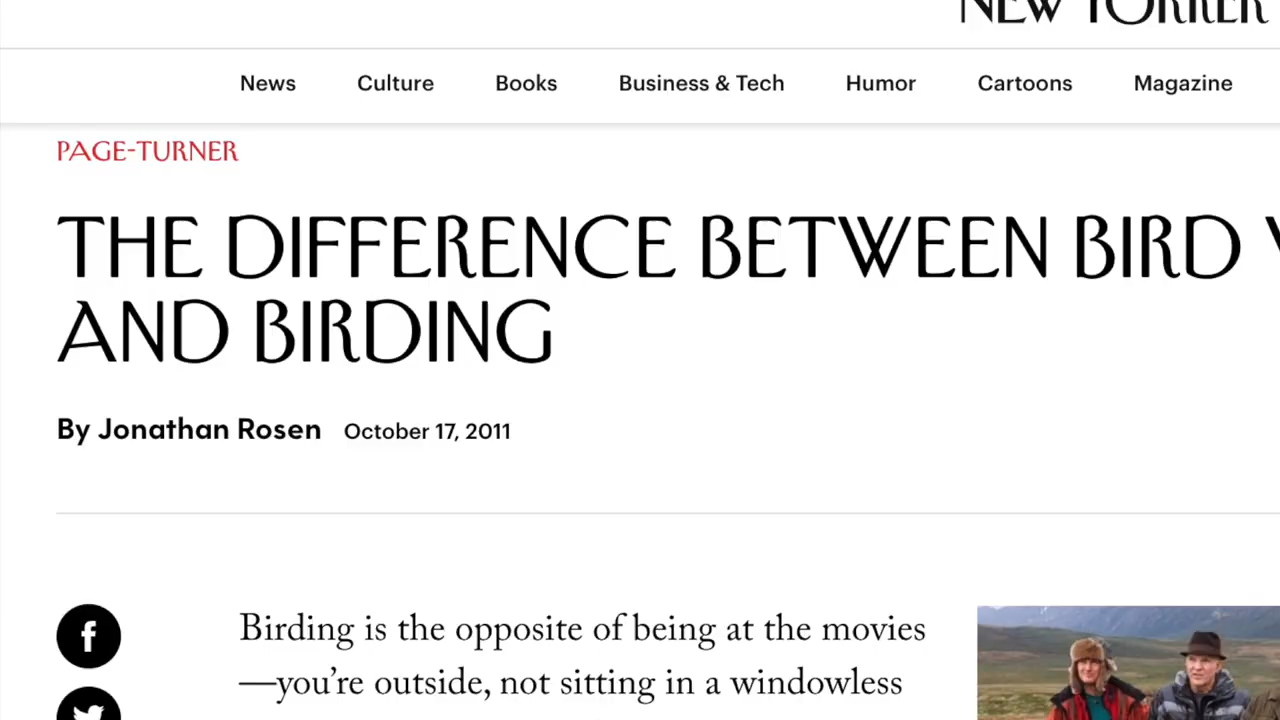 NEW YORKER
News Culture Books Business & Tech Humor Cartoons Magazine
PAGE-TURNER
THE DIFFERENCE BETWEEN BIRD
AND BIRDING
By Jonathan Rosen October 17, 2011
Birding is the opposite of being at the movies
—you’re outside, not sitting in a windowless